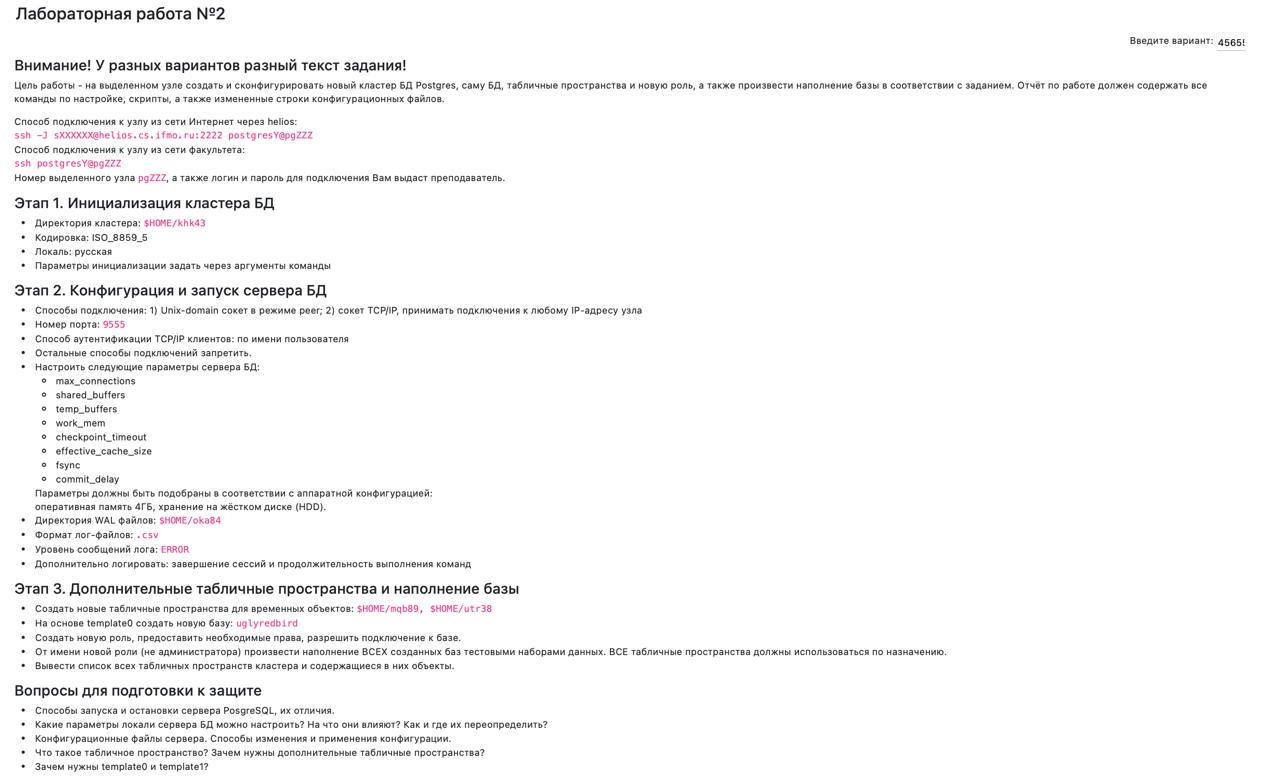 Лабораторная работа №2
Введите вариант: 4565
Внимание! У разных вариантов разный текст задания!
Цель работы - на выделенном узле создать и сконфигурировать новый кластер БД Postgres, саму БД, табличные пространства и новую роль, а также произвести наполнение базы в соответствии с заданием. Отчёт по работе должен содержать все
команды по настройке, скрипты, а также измененные строки конфигурационных файлов.
Способ подключения к узлу из сети Интернет через helios:
ssh -J sXXXXXX@helios.cs.ifmo.ru:2222 postgresY@pgZZZ
Способ подключения к узлу из сети факультета:
ssh postgresY@pgZZZ
Номер выделенного узла pgZZZ, а также логин и пароль для подключения Вам выдаст преподаватель.
Этап 1. Инициализация кластера БД
• Директория кластера: $HOME/khk43
• Кодировка: ISO_8859_5
• Локаль: русская
• Параметры инициализации задать через аргументы команды
Этап 2. Конфигурация и запуск сервера БД
• Способы подключения: 1) Unix-domain сокет в режиме peer; 2) сокет TCP/IP, принимать подключения к любому IP-адресу узла
• Номер порта: 9555
• Способ аутентификации TCP/IP клиентов: по имени пользователя
• Остальные способы подключений запретить.
• Настроить следующие параметры сервера БД:
max_connections
shared_buffers
temp_buffers
work_mem
checkpoint_timeout
effective_cache_size
fsync
commit_delay
Параметры должны быть подобраны в соответствии с аппаратной конфигурацией:
оперативная память 4ГБ, хранение на жёстком диске (HDD).
• Директория WAL файлов: $HOME/oka84
• Формат лог-файлов: .csv
• Уровень сообщений лога: ERROR
• Дополнительно логировать: завершение сессий и продолжительность выполнения команд
Этап 3. Дополнительные табличные пространства и наполнение базы
• Создать новые табличные пространства для временных объектов: $HOME/mqb89, $HOME/utr38
• На основе template0 создать новую базу: uglyredbird
• Создать новую роль, предоставить необходимые права, разрешить подключение к базе.
• От имени новой роли (не администратора) произвести наполнение ВСЕХ созданных баз тестовыми наборами данных. ВСЕ табличные пространства должны использоваться по назначению.
• Вывести список всех табличных пространств кластера и содержащиеся в них объекты.
Вопросы для подготовки к защите
• Способы запуска и остановки сервера PosgreSQL, их отличия.
• Какие параметры локали сервера БД можно настроить? На что они влияют? Как и где их переопределить?
• Конфигурационные файлы сервера. Способы изменения и применения конфигурации.
• Что такое табличное пространство? Зачем нужны дополнительные табличные пространства?
• Зачем нужны template0 и template1?